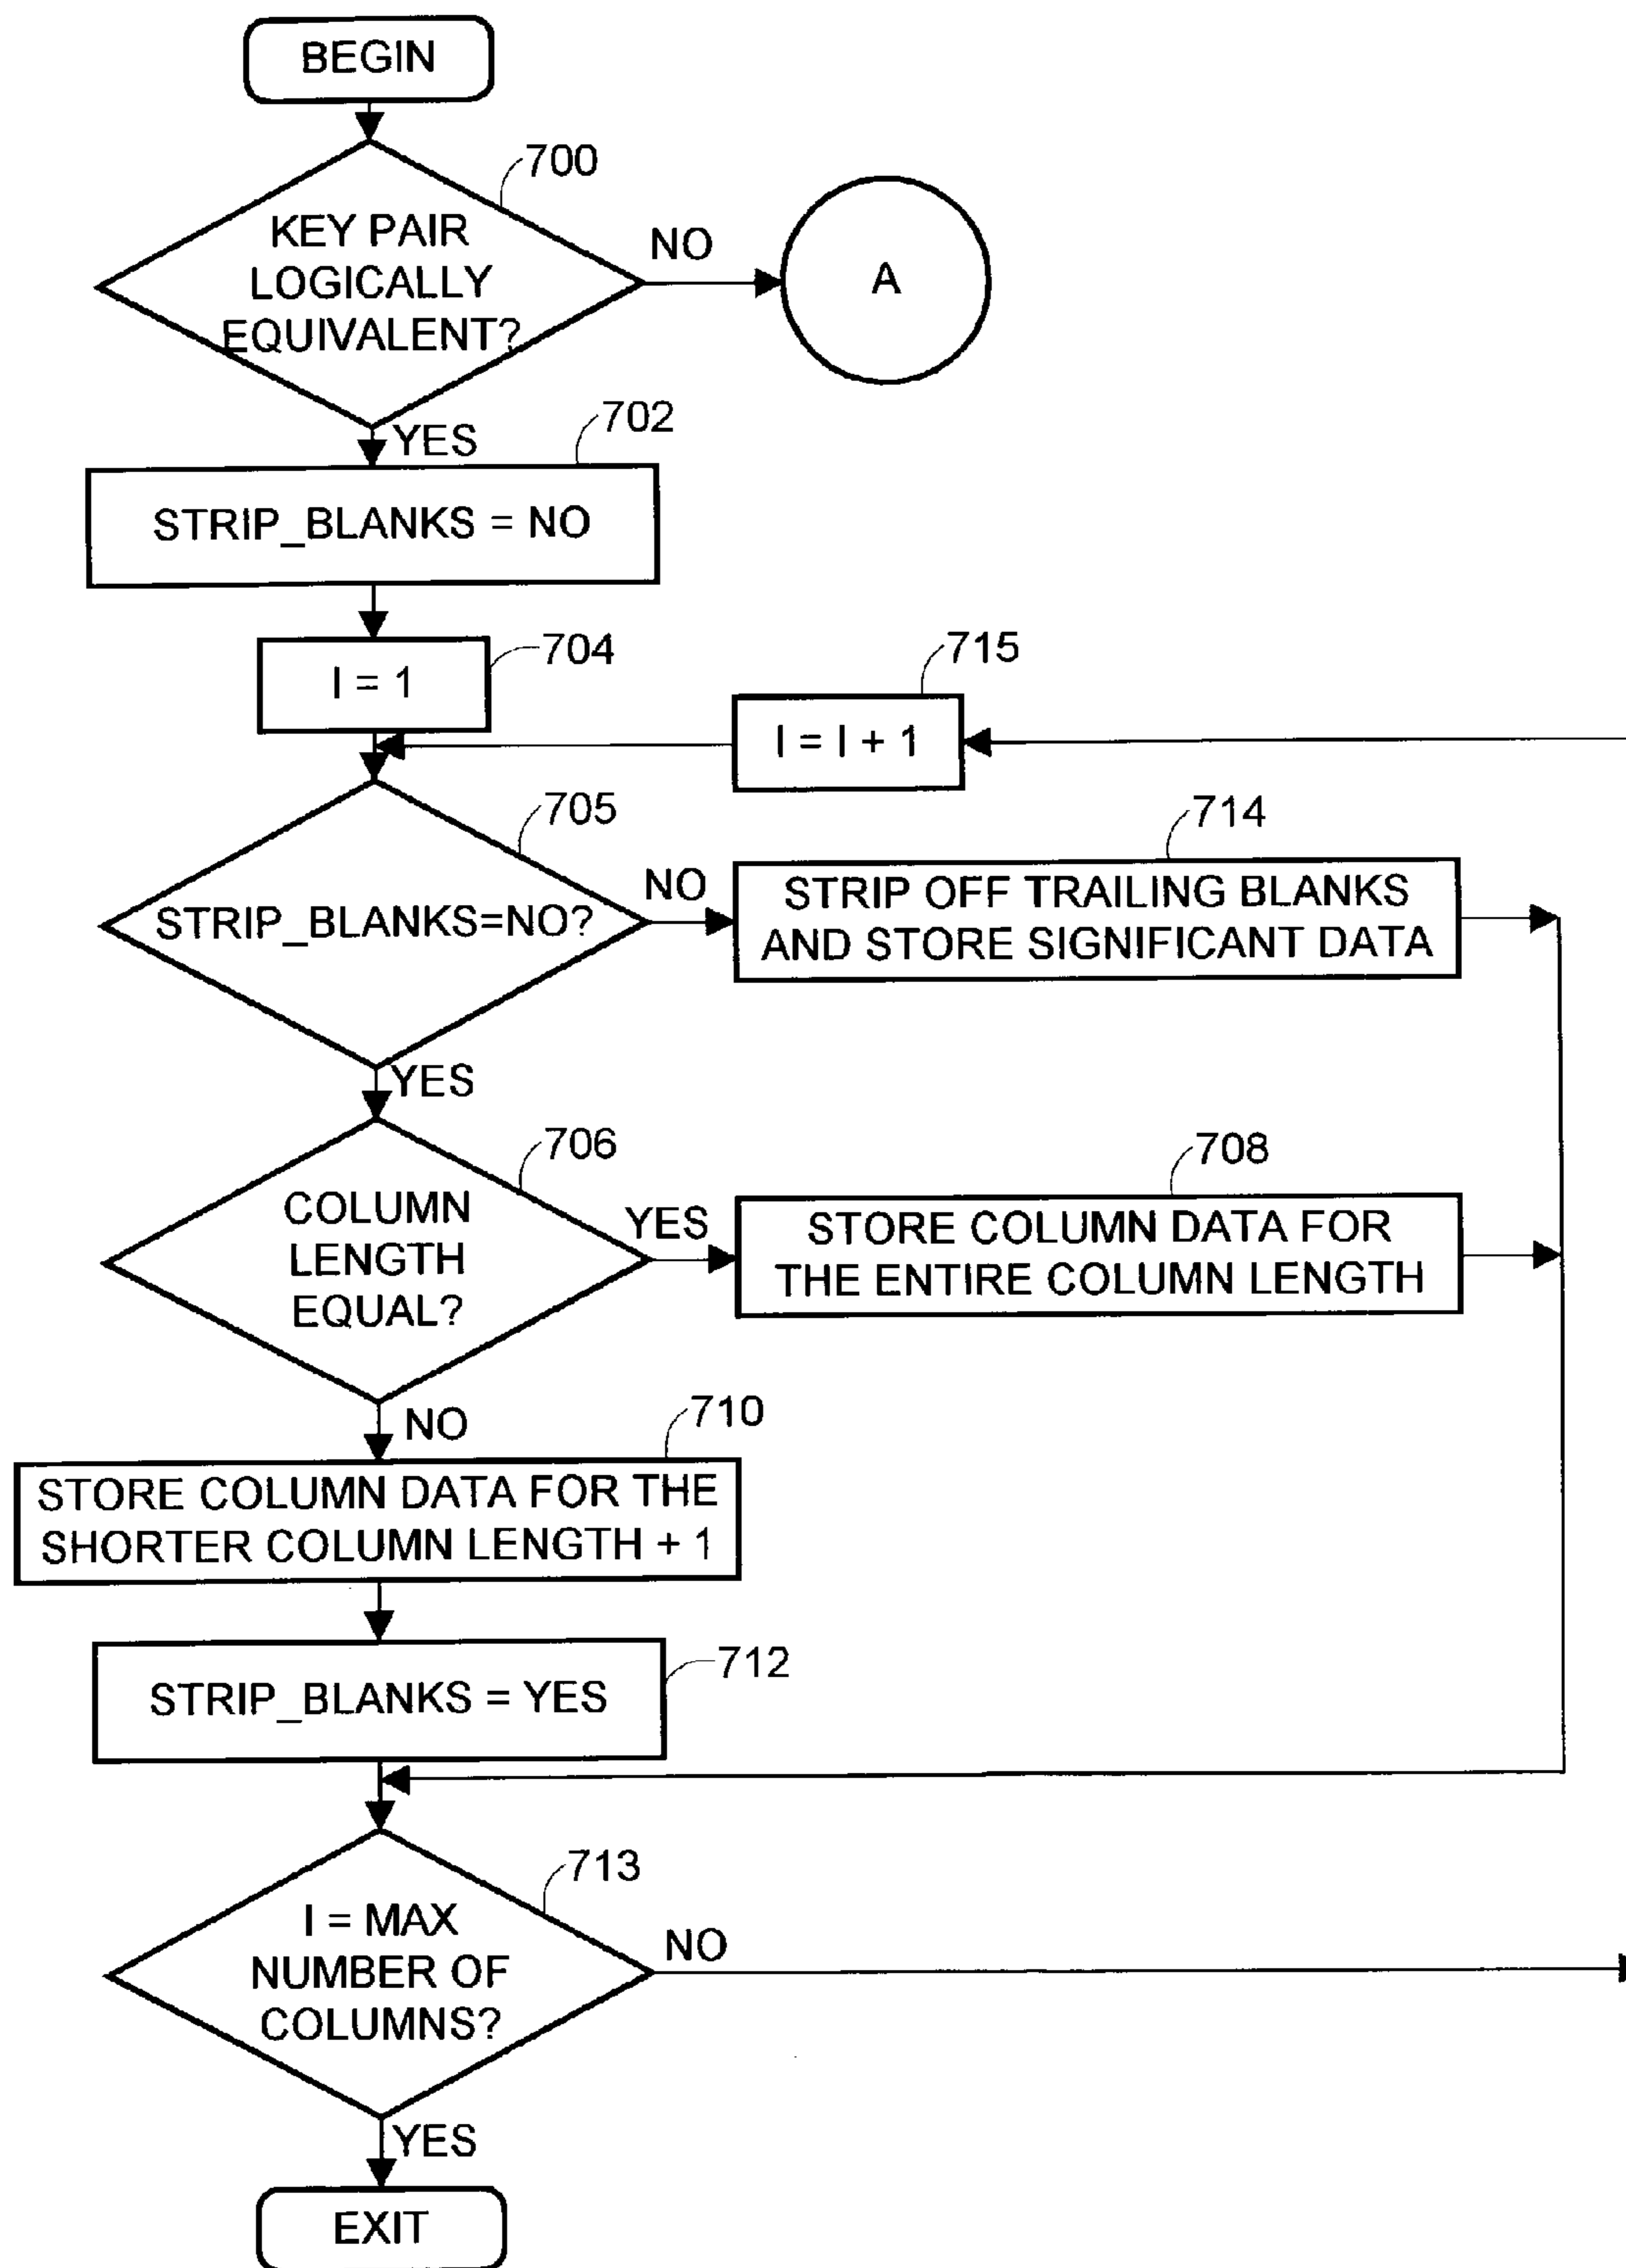 BEGIN
700
KEY PAIR
LOGICALLY
EQUIVALENT?
NO
A
YES
702
STRIP_BLANKS = NO
704
I = 1
715
I = I + 1
705
STRIP_BLANKS=NO?
NO
714
STRIP OFF TRAILING BLANKS
AND STORE SIGNIFICANT DATA
YES
706
COLUMN
LENGTH
EQUAL?
YES
708
STORE COLUMN DATA FOR
THE ENTIRE COLUMN LENGTH
NO
710
STORE COLUMN DATA FOR THE
SHORTER COLUMN LENGTH + 1
712
STRIP_BLANKS = YES
713
I = MAX
NUMBER OF
COLUMNS?
NO
YES
EXIT